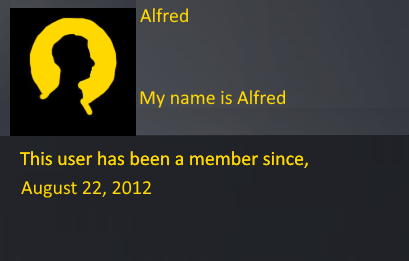 Alfred
My name is Alfred
This user has been a member since,
August 22, 2012